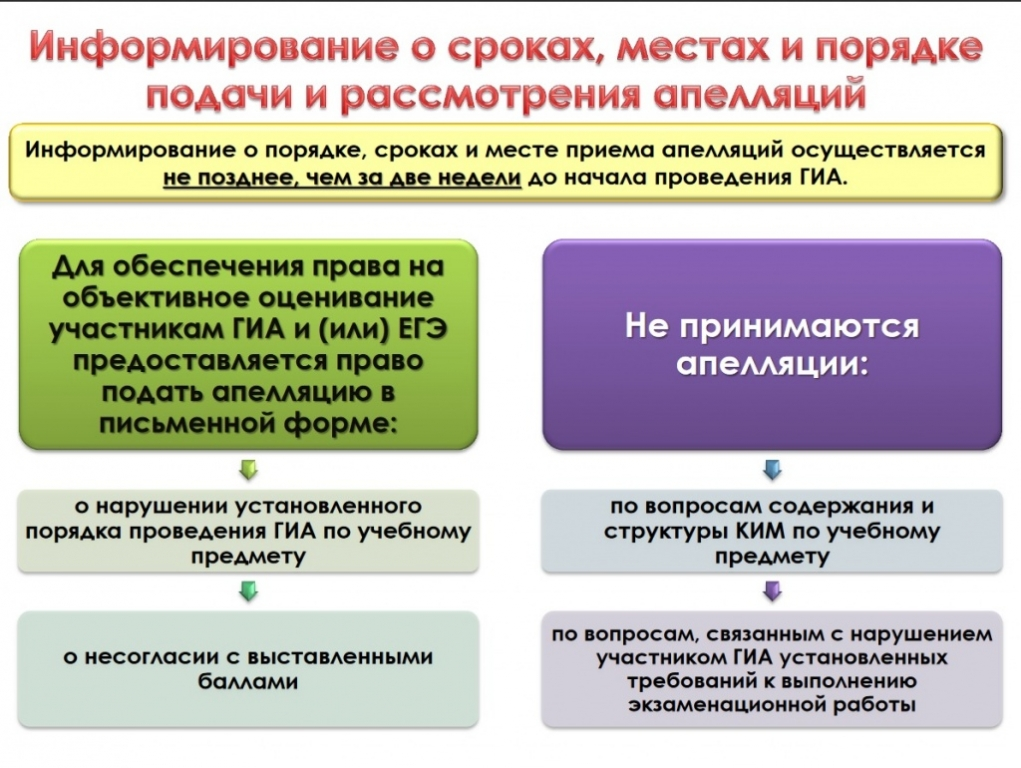 Информирование о сроках, местах и порядке
подачи и рассмотрения апелляций
Информирование о порядке, сроках и месте приема апелляций осуществляется
не позднее, чем за две недели до начала проведения ГИА.
Для обеспечения права на
объективное оценивание
участникам ГИА и (или) ЕГЭ
предоставляется право
подать апелляцию в
письменной форме:
о нарушении установленного
порядка проведения ГИА по учебному
предмету
о несогласии с выставленными
баллами
Не принимаются
апелляции:
по вопросам содержания и
структуры КИМ по учебному
предмету
по вопросам, связанным с нарушением
участником ГИА установленных
требований к выполнению
экзаменационной работы